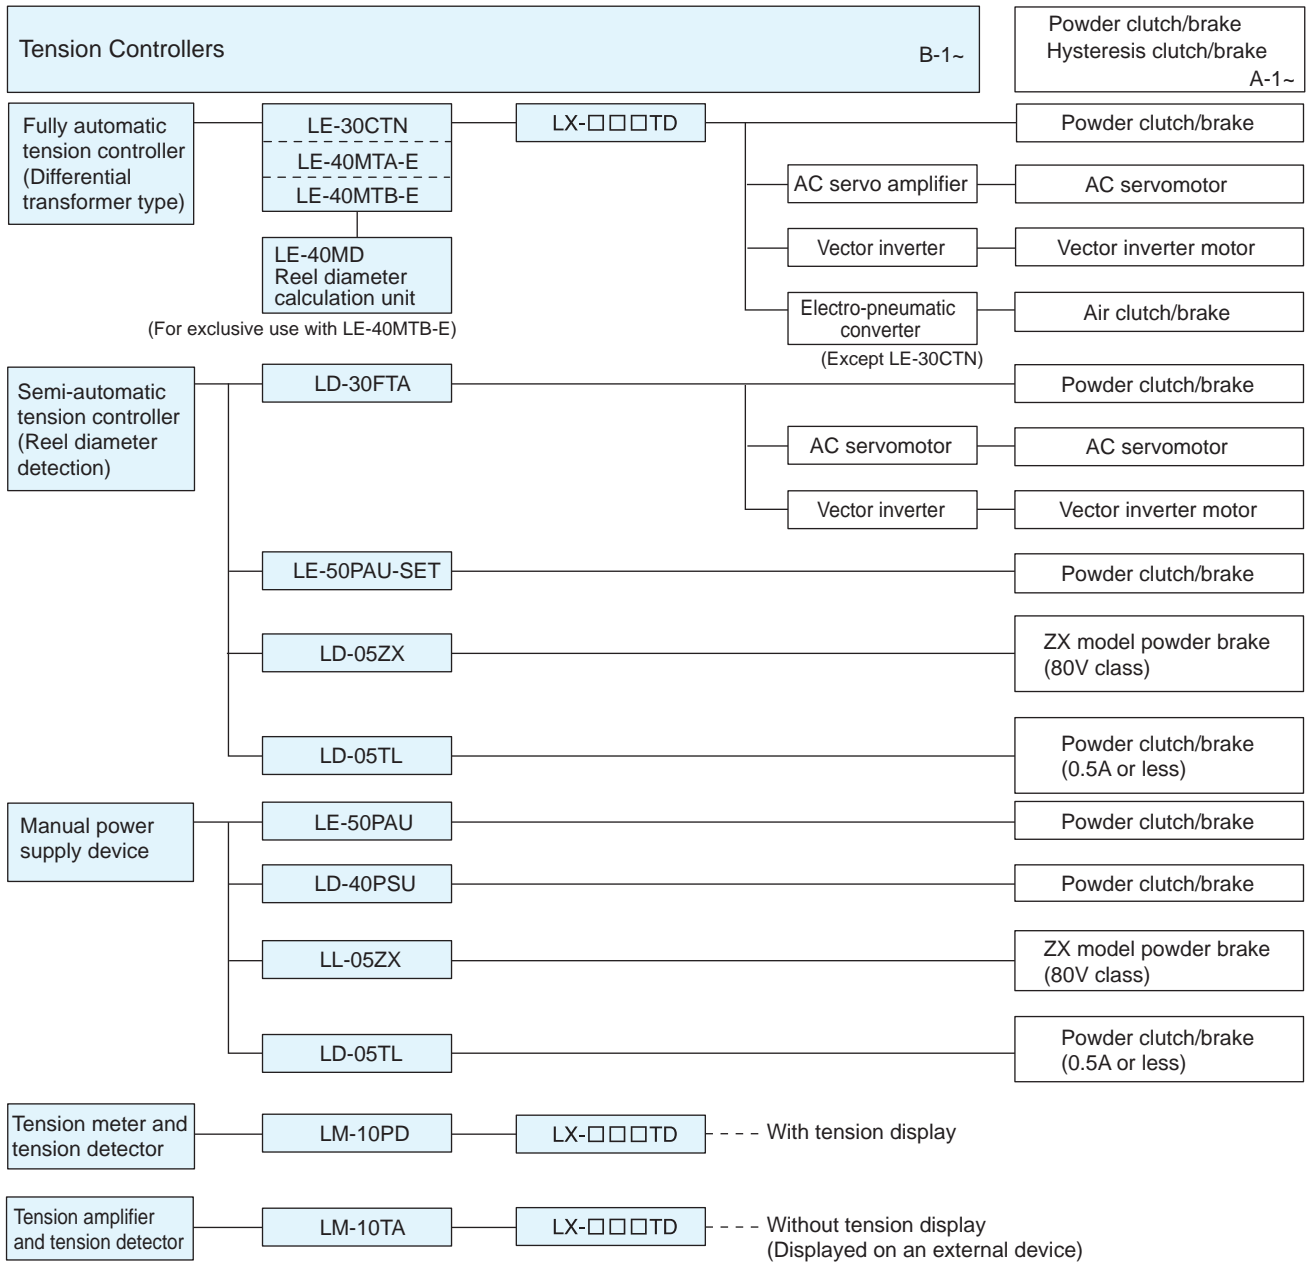 Tension Controllers
B-1~
Powder clutch/brake
Hysteresis clutch/brake
A-1~
Fully automatic
tension controller
(Differential
transformer type)
LE-30CTN
LE-40MTA-E
LE-40MTB-E
LX-□□□TD
Powder clutch/brake
AC servo amplifier
AC servomotor
Vector inverter
Vector inverter motor
LE-40MD
Reel diameter
calculation unit
(For exclusive use with LE-40MTB-E)
Electro-pneumatic
converter
(Except LE-30CTN)
Air clutch/brake
Semi-automatic
tension controller
(Reel diameter
detection)
LD-30FTA
Powder clutch/brake
AC servomotor
AC servomotor
Vector inverter
Vector inverter motor
LE-50PAU-SET
Powder clutch/brake
LD-05ZX
ZX model powder brake
(80V class)
LD-05TL
Powder clutch/brake
(0.5A or less)
Manual power
supply device
LE-50PAU
Powder clutch/brake
LD-40PSU
Powder clutch/brake
LL-05ZX
ZX model powder brake
(80V class)
LD-05TL
Powder clutch/brake
(0.5A or less)
Tension meter and
tension detector
LM-10PD
LX-□□□TD
With tension display
Tension amplifier
and tension detector
LM-10TA
LX-□□□TD
Without tension display
(Displayed on an external device)